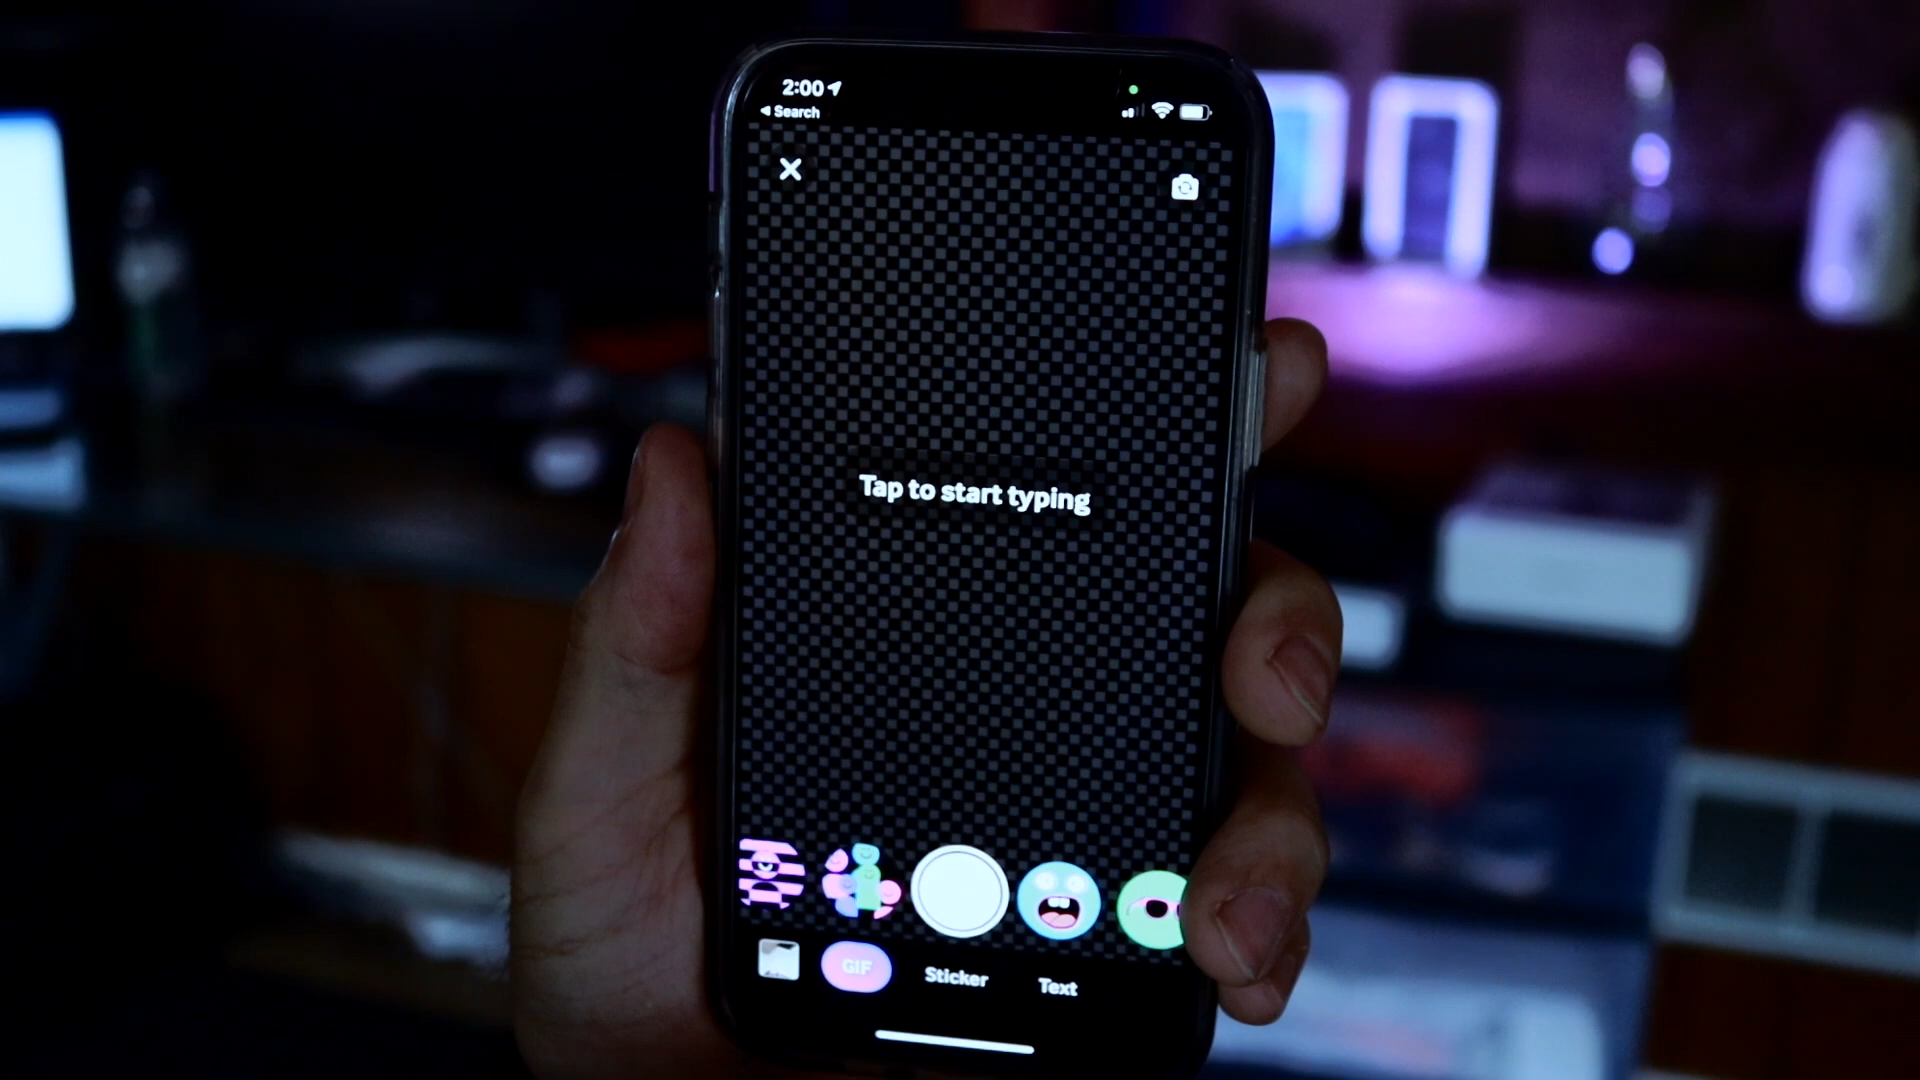 2:00
Search
Tap to start typing
GIF
Sticker
Text